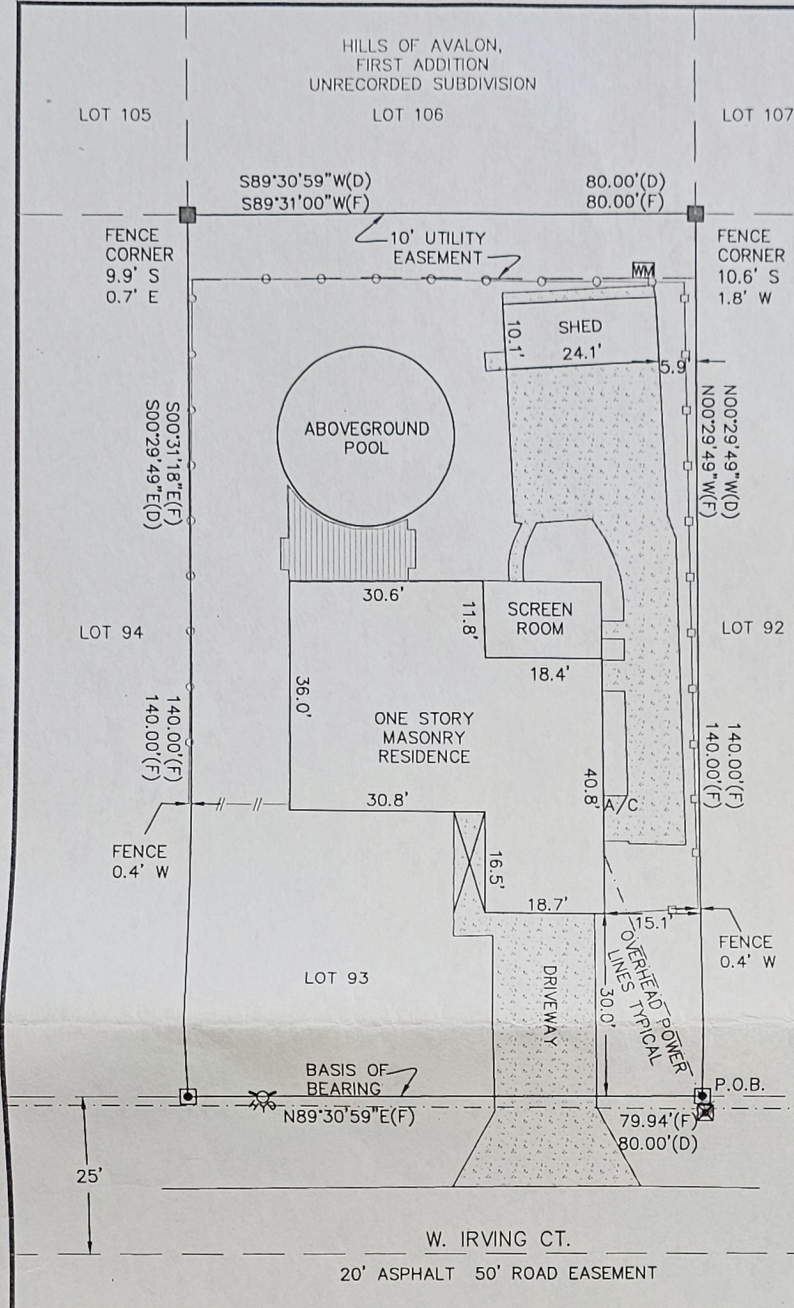 HILLS OF AVALON,
FIRST ADDITION
UNRECORDED SUBDIVISION
LOT 105
LOT 106
LOT 107
S89°30'59"W(D)
S89°31'00"W(F)
80.00'(D)
80.00'(F)
FENCE
CORNER
9.9' S
0.7' E
10' UTILITY
EASEMENT
WM
FENCE
CORNER
10.6' S
1.8' W
SHED
10.1'
24.1'
5.9'
ABOVEGROUND
POOL
S00°31'18"E(F)
S00°29'49"E(D)
N00°29'49"W(D)
N00°29'49"W(F)
30.6'
11.8'
SCREEN
ROOM
18.4'
LOT 94
LOT 92
36.0'
ONE STORY
MASONRY
RESIDENCE
140.00'(F)
140.00'(F)
140.00'(F)
140.00'(F)
40.8'
A/C
30.8'
FENCE
0.4' W
16.5'
18.7'
15.1'
FENCE
0.4' W
LOT 93
DRIVEWAY
30.0'
OVERHEAD POWER
LINES TYPICAL
BASIS OF
BEARING
N89°30'59"E(F)
P.O.B.
79.94'(F)
80.00'(D)
25'
W. IRVING CT.
20' ASPHALT 50' ROAD EASEMENT